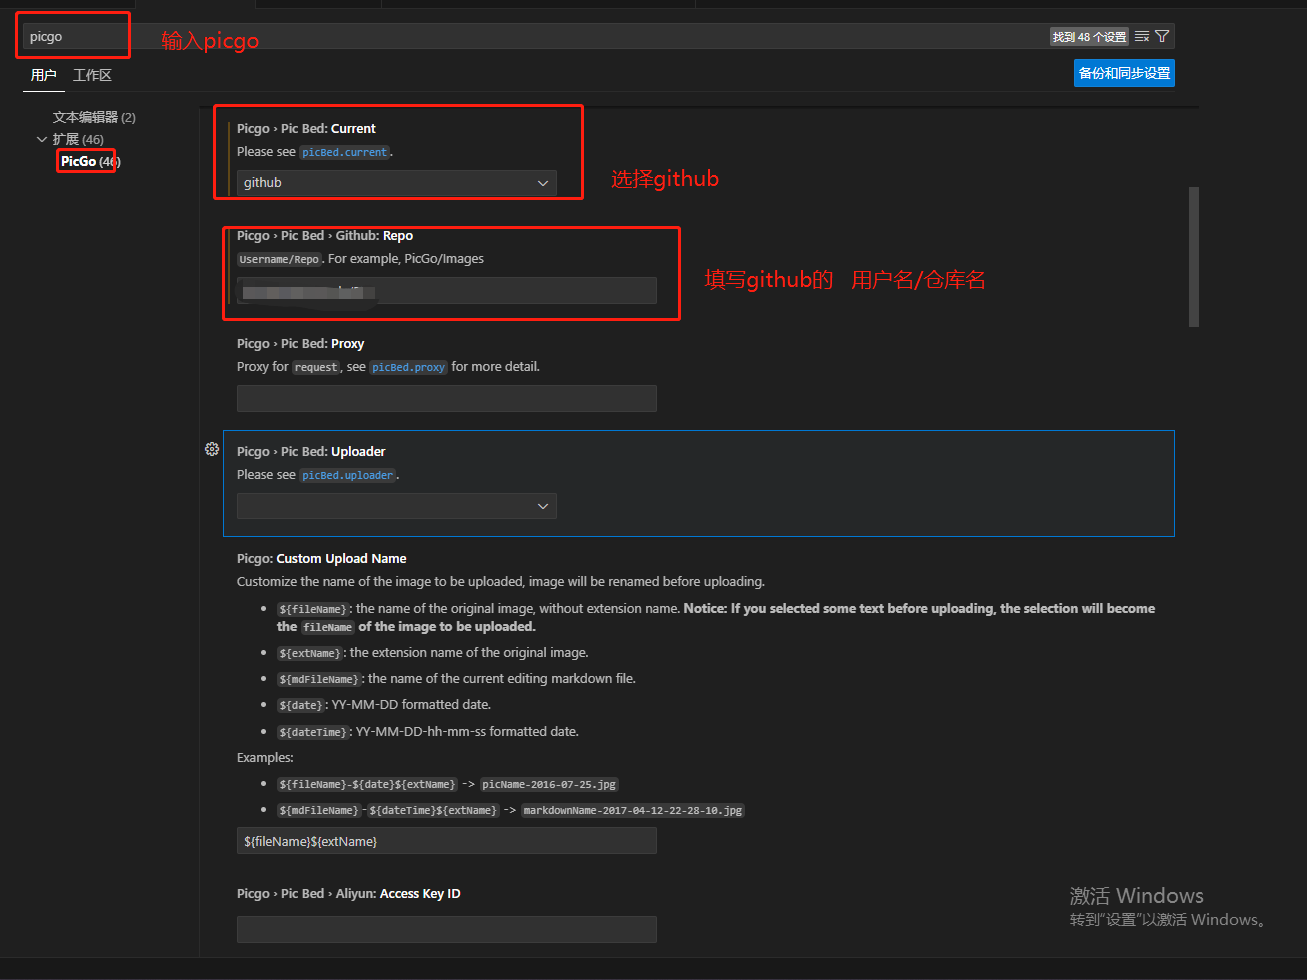 picgo
输入picgo
找到 48 个设置
用户 工作区
备份和同步设置
文本编辑器 (2)
扩展 (46)
PicGo (46)
Picgo › Pic Bed: Current
Please see picBed.current.
github
选择github
Picgo › Pic Bed › Github: Repo
Username/Repo. For example, PicGo/Images
填写github的 用户名/仓库名
Picgo › Pic Bed: Proxy
Proxy for request, see picBed.proxy for more detail.
Picgo › Pic Bed: Uploader
Please see picBed.uploader.
Picgo: Custom Upload Name
Customize the name of the image to be uploaded, image will be renamed before uploading.
• ${fileName}: the name of the original image, without extension name. Notice: If you selected some text before uploading, the selection will become
the fileName of the image to be uploaded.
• ${extName}: the extension name of the original image.
• ${mdFileName}: the name of the current editing markdown file.
• ${date}: YY-MM-DD formatted date.
• ${dateTime}: YY-MM-DD-hh-mm-ss formatted date.
Examples:
• ${fileName}-${date}${extName} -> picName-2016-07-25.jpg
• ${mdFileName}-${dateTime}${extName} -> markdownName-2017-04-12-22-28-10.jpg
${fileName}${extName}
Picgo › Pic Bed › Aliyun: Access Key ID
激活 Windows
转到“设置”以激活 Windows。